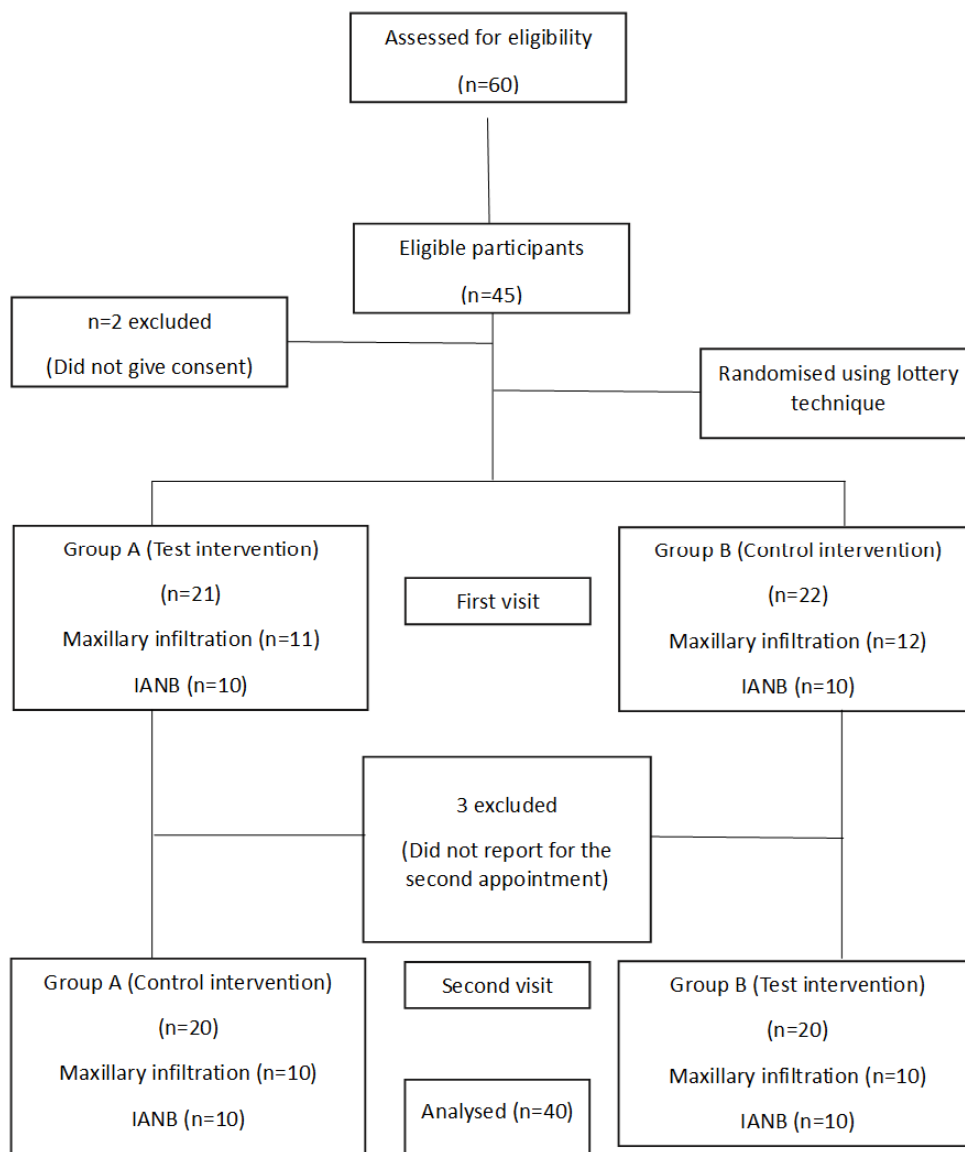 Assessed for eligibility
(n=60)
Eligible participants
(n=45)
n=2 excluded
(Did not give consent)
Randomised using lottery
technique
Group A (Test intervention)
(n=21)
Maxillary infiltration (n=11)
IANB (n=10)
First visit
Group B (Control intervention)
(n=22)
Maxillary infiltration (n=12)
IANB (n=10)
3 excluded
(Did not report for the
second appointment)
Group A (Control intervention)
(n=20)
Maxillary infiltration (n=10)
IANB (n=10)
Second visit
Analysed (n=40)
Group B (Test intervention)
(n=20)
Maxillary infiltration (n=10)
IANB (n=10)